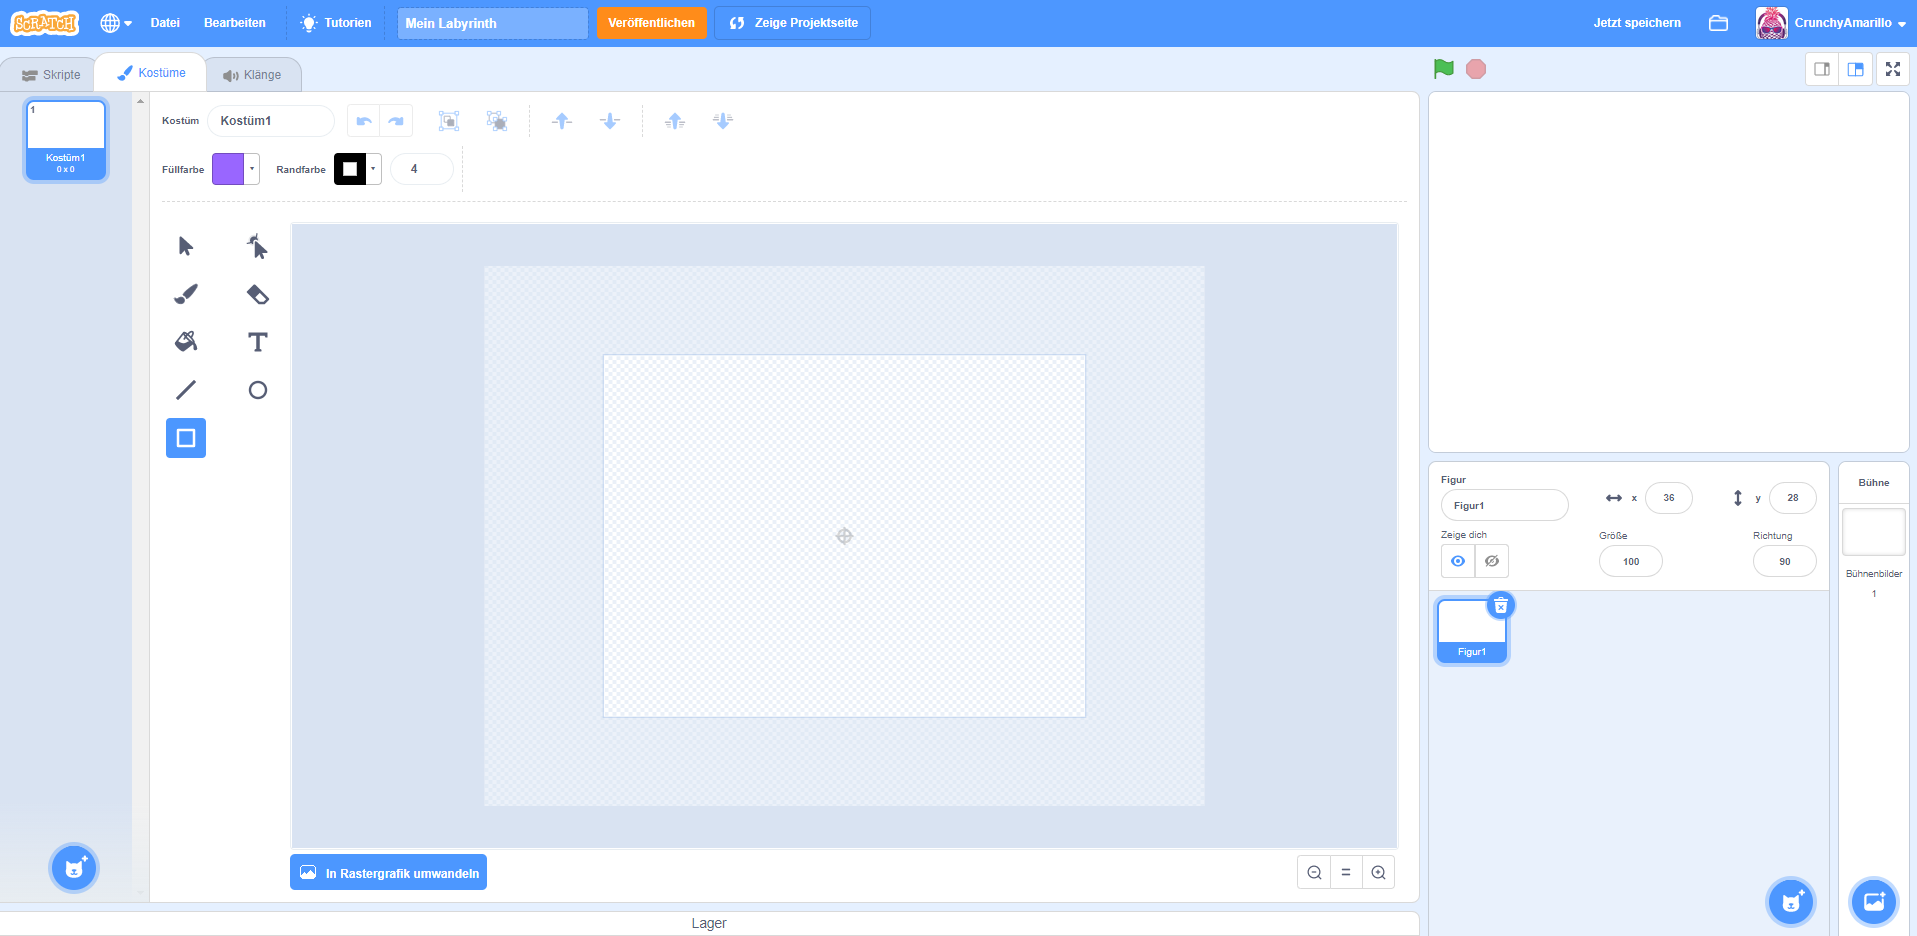 SCRATCH Datei Bearbeiten Tutorien Mein Labyrinth Veröffentlichen Zeige Projektseite Jetzt speichern CrunchyAmarillo
Skripte Kostüme Klänge
1
Kostüm1
0 x 0
Kostüm Kostüm1
Füllfarbe Randfarbe 4
T
In Rastergrafik umwandeln
=
Lager
Figur
Figur1
x 36 y 28
Zeige dich Größe Richtung
100 90
Figur1
Bühne
Bühnenbilder
1